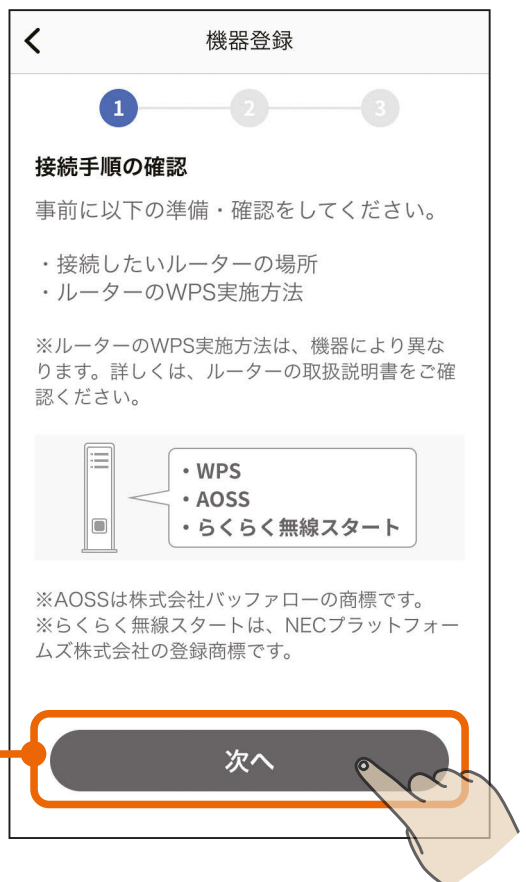 機器登録
1 2 3
接続手順の確認
事前に以下の準備・確認をしてください。
・接続したいルーターの場所
・ルーターのWPS実施方法
※ルーターのWPS実施方法は、機器により異な
ります。詳しくは、ルーターの取扱説明書をご確
認ください。
・WPS
・AOSS
・らくらく無線スタート
※AOSSは株式会社バッファローの商標です。
※らくらく無線スタートは、NECプラットフォー
ムズ株式会社の登録商標です。
次へ